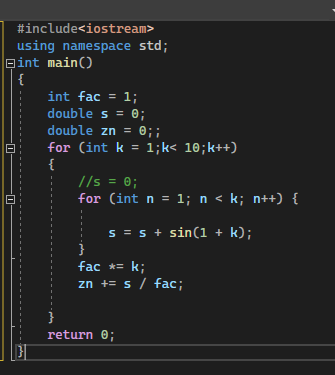 #include<iostream>
using namespace std;
int main()
{
    int fac = 1;
    double s = 0;
    double zn = 0;;
    for (int k = 1;k< 10;k++)
    {
        //s = 0;
        for (int n = 1; n < k; n++) {

            s = s + sin(1 + k);
        }
        fac *= k;
        zn += s / fac;

    }
    return 0;
}